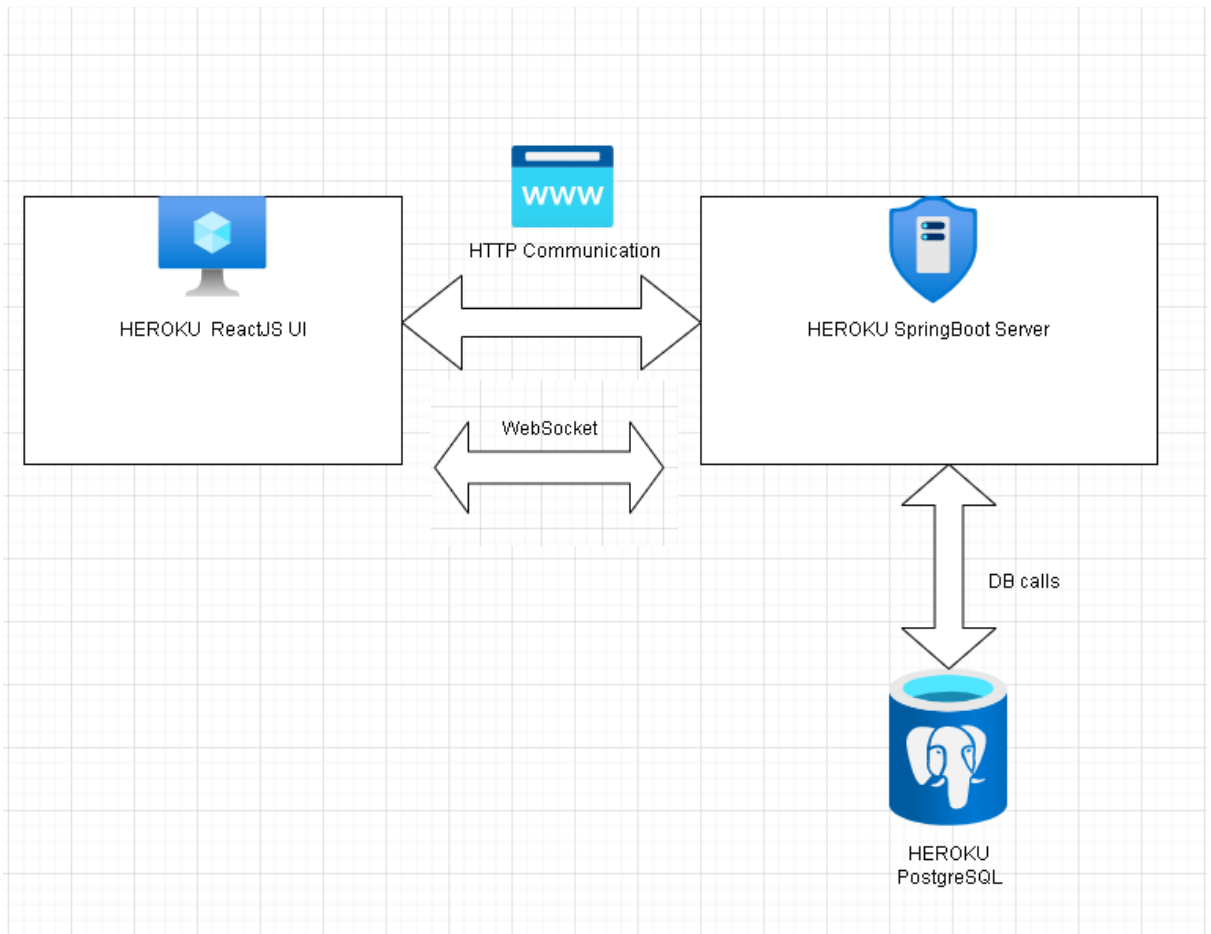 WWW
HTTP Communication
HEROKU ReactJS UI
HEROKU SpringBoot Server
WebSocket
DB calls
HEROKU
PostgreSQL